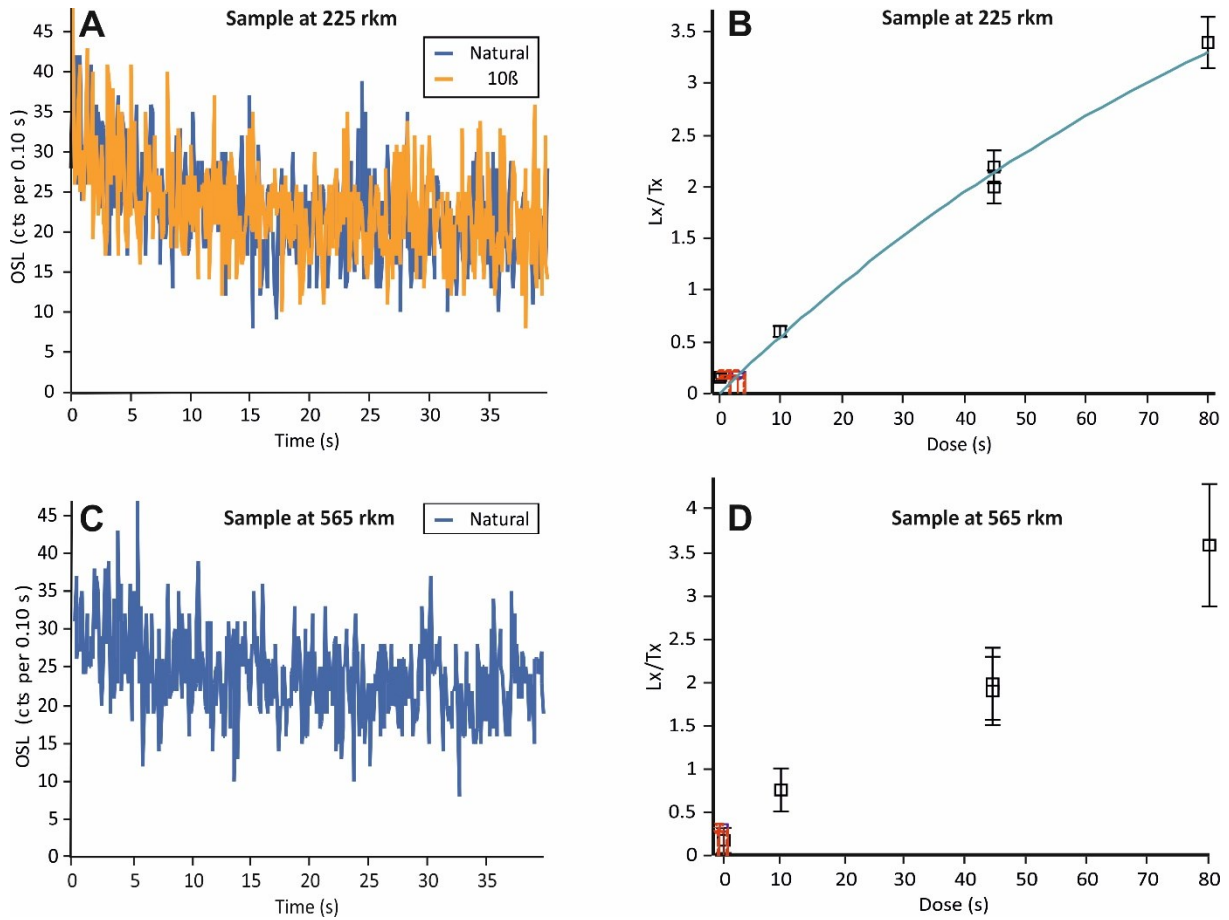 A
Sample at 225 rkm
Natural
10ß
45
40
35
30
25
20
15
10
5
0
OSL (cts per 0.10 s)
0 5 10 15 20 25 30 35
Time (s)
B
Sample at 225 rkm
3.5
3
2.5
2
1.5
1
0.5
0
Lx/Tx
0 10 20 30 40 50 60 70 80
Dose (s)
C
Sample at 565 rkm
Natural
45
40
35
30
25
20
15
10
5
0
OSL (cts per 0.10 s)
0 5 10 15 20 25 30 35
Time (s)
D
Sample at 565 rkm
4
3.5
3
2.5
2
1.5
1
0.5
0
Lx/Tx
0 10 20 30 40 50 60 70 80
Dose (s)